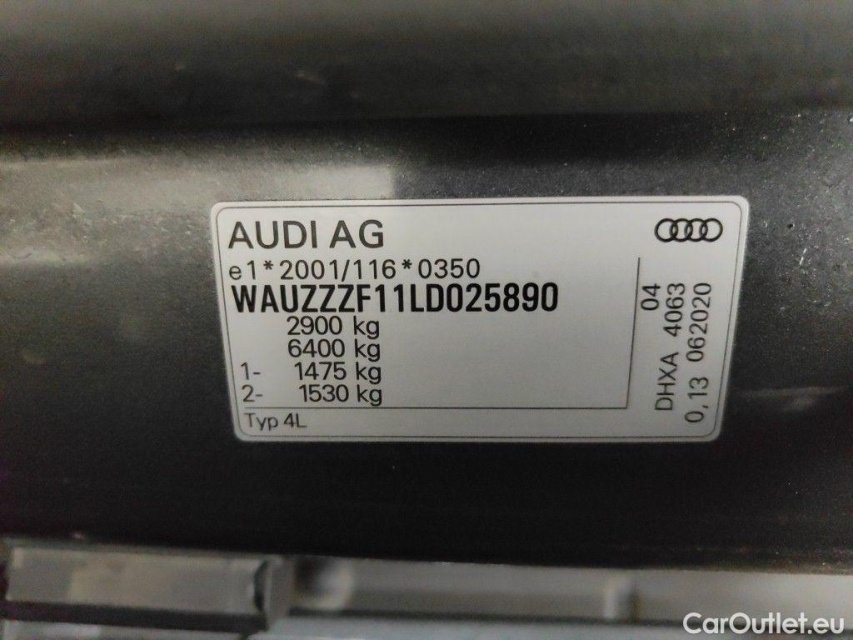 AUDI AG
e1*2001/116*0350
WAUZZZF11LD025890
2900 kg
6400 kg
1- 1475 kg
2- 1530 kg
Typ 4L
04
DHXA 4063
0,13 062020
CarOutlet.eu